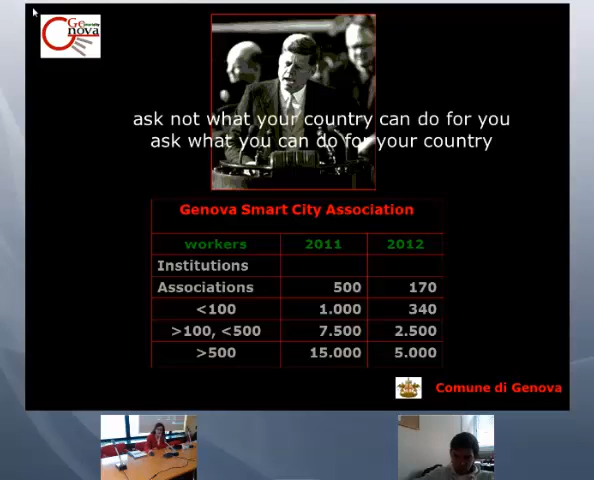 Genova
smartcity
ask not what your country can do for you
ask what you can do for your country
Genova Smart City Association
workers 2011 2012
Institutions
Associations 500 170
<100 1.000 340
>100, <500 7.500 2.500
>500 15.000 5.000
Comune di Genova